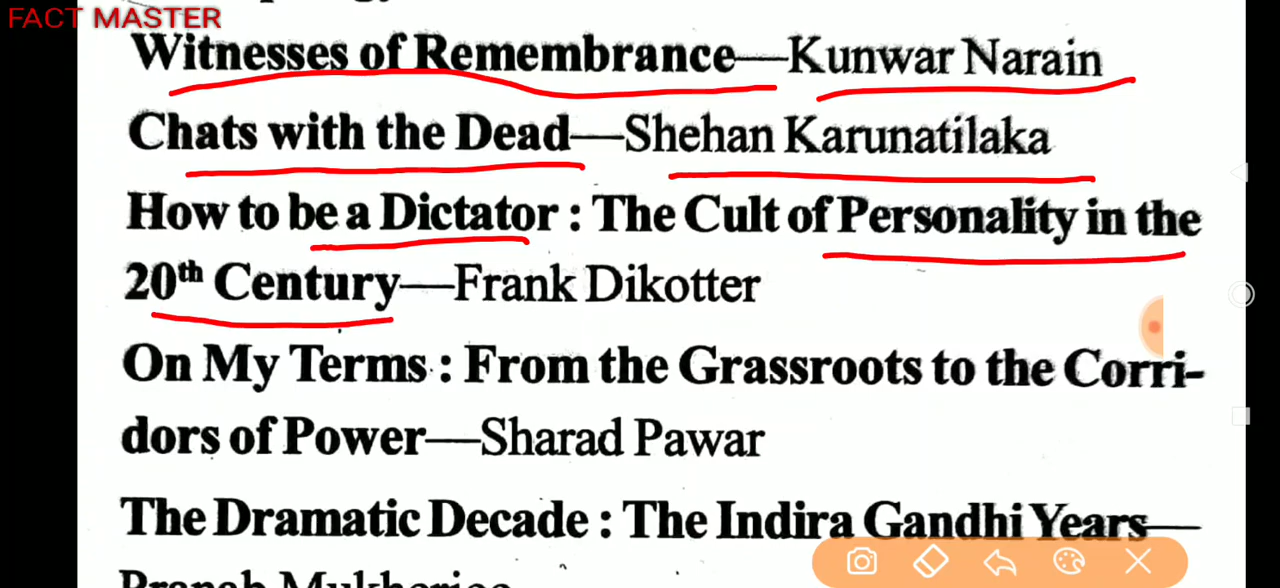 FACT MASTER
Witnesses of Remembrance—Kunwar Narain
Chats with the Dead—Shehan Karunatilaka
How to be a Dictator : The Cult of Personality in the
20th Century—Frank Dikotter
On My Terms : From the Grassroots to the Corri-
dors of Power—Sharad Pawar
The Dramatic Decade : The Indira Gandhi Years—
Pranab Mukherjee